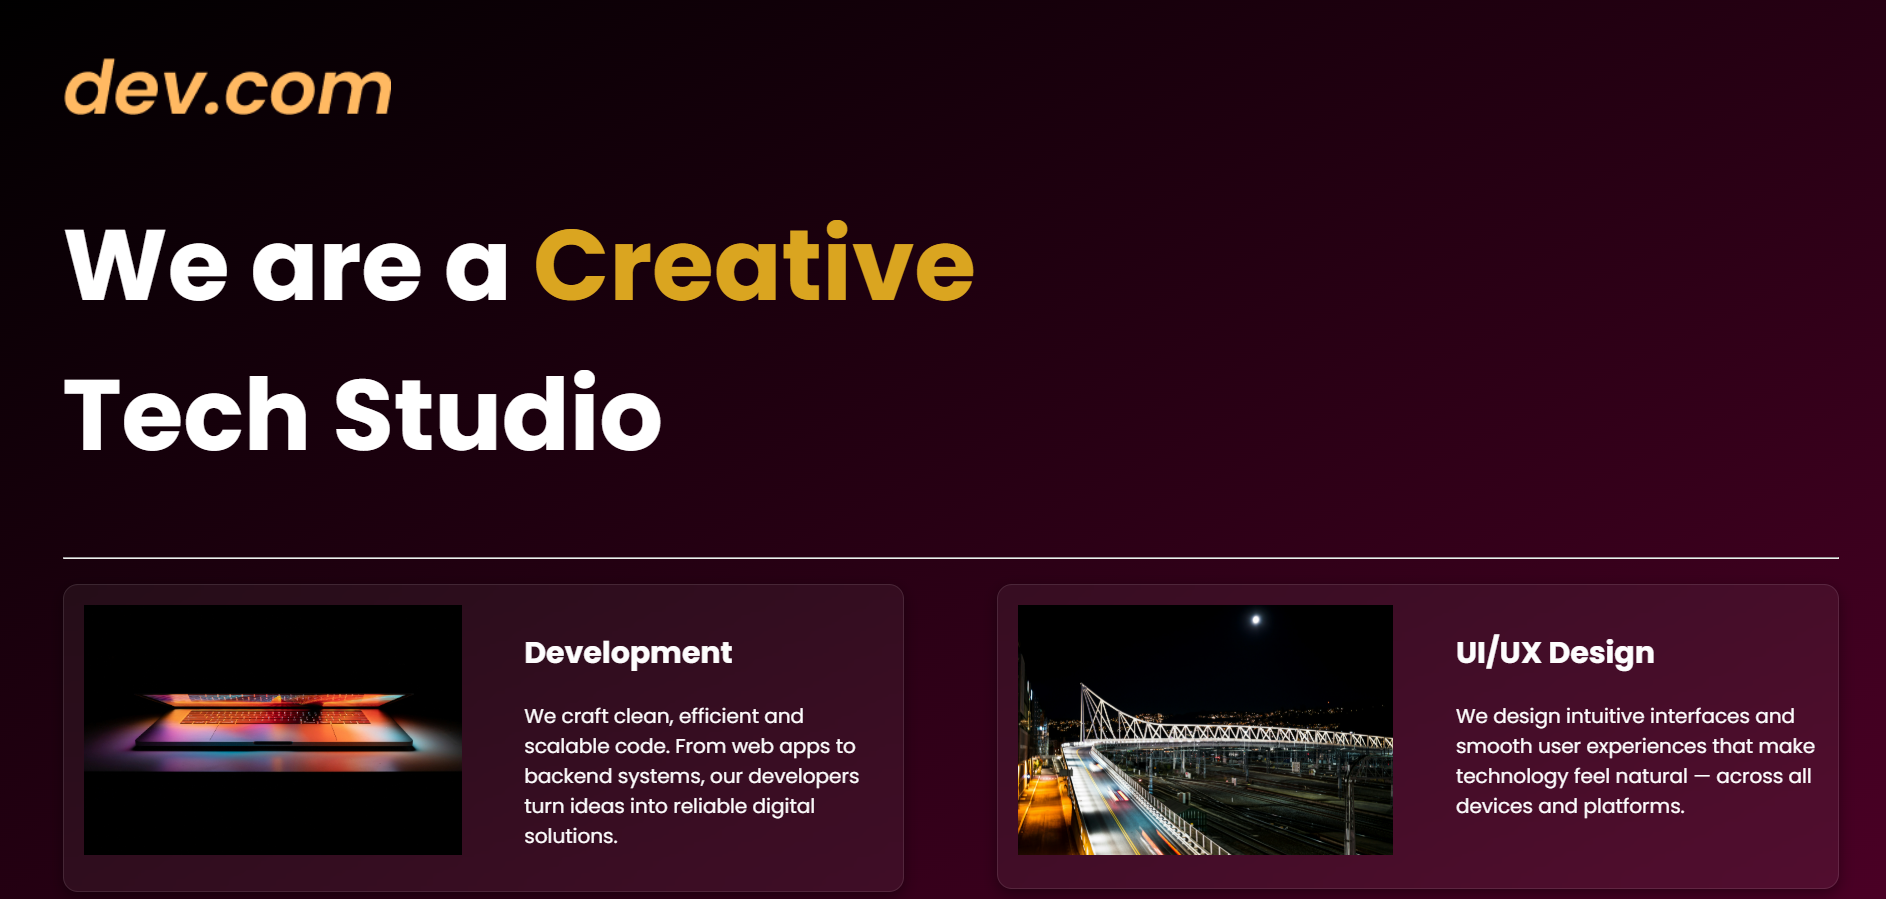 dev.com
We are a Creative
Tech Studio
Development
We craft clean, efficient and
scalable code. From web apps to
backend systems, our developers
turn ideas into reliable digital
solutions.
UI/UX Design
We design intuitive interfaces and
smooth user experiences that make
technology feel natural — across all
devices and platforms.